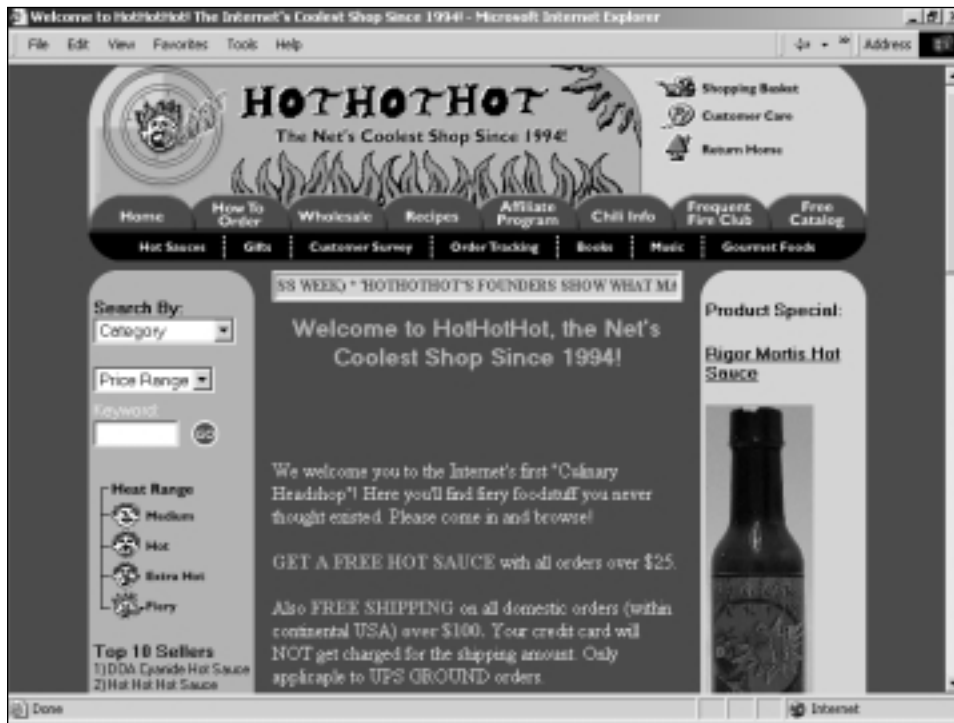 Welcome to HotHotHot! The Internet's Coolest Shop Since 1994! - Microsoft Internet Explorer
File Edit View Favorites Tools Help
Address
HOTHOTHOT
The Net's Coolest Shop Since 1994!
Shopping Basket
Customer Care
Return Home
Home
How To
Order
Wholesale
Recipes
Affiliate
Program
Chili Info
Frequent
Fire Club
Free
Catalog
Hot Sauces Gifts Customer Survey Order Tracking Books Music Gourmet Foods
Search By:
Category
Price Range
Keyword:
GO
Heat Range
Medium
Hot
Extra Hot
Fiery
Top 10 Sellers
1) DOA Cyanide Hot Sauce
2) Hot Hot Hot Sauce
SS WEEK) * "HOTHOTHOT'S FOUNDERS SHOW WHAT MA
Welcome to HotHotHot, the Net's
Coolest Shop Since 1994!
We welcome you to the Internet's first "Culinary
Headshop"! Here you'll find fiery foodstuff you never
thought existed. Please come in and browse!
GET A FREE HOT SAUCE with all orders over $25.
Also FREE SHIPPING on all domestic orders (within
continental USA) over $100. Your credit card will
NOT get charged for the shipping amount. Only
applicaple to UPS GROUND orders.
Product Special:
Rigor Mortis Hot
Sauce
Done
Internet